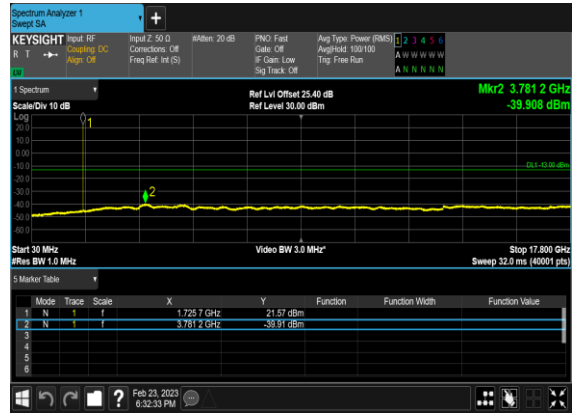 Spectrum Analyzer 1
Swept SA
+
KEYSIGHT Input: RF Input Z: 50 Ω #Atten: 20 dB PNO: Fast Avg Type: Power (RMS) 1 2 3 4 5 6
R T Coupling: DC Corrections: Off Gate: Off Avg|Hold: 100/100 A W W W W W
Align: Off Freq Ref: Int (S) IF Gain: Low Trig: Free Run
Sig Track: Off A N N N N N
1 Spectrum Ref Lvl Offset 25.40 dB Mkr2 3.781 2 GHz
Scale/Div 10 dB Ref Level 30.00 dBm -39.908 dBm
Log
20.0
10.0
0.00
-10.0
-20.0
-30.0
-40.0
-50.0
-60.0
1
2
DL1 -13.00 dBm
Start 30 MHz Video BW 3.0 MHz* Stop 17.800 GHz
#Res BW 1.0 MHz Sweep 32.0 ms (40001 pts)
5 Marker Table
Mode Trace Scale X Y Function Function Width Function Value
1 N 1 f 1.725 7 GHz 21.57 dBm
2 N 1 f 3.781 2 GHz -39.91 dBm
3
4
5
6
? Feb 23, 2023
6:32:33 PM